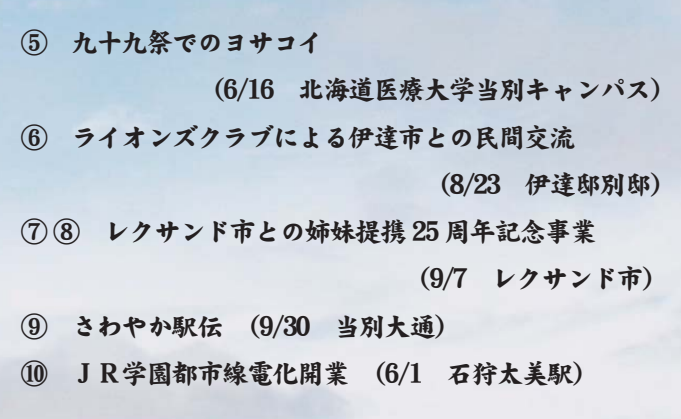 ⑤　九十九祭でのヨサコイ
（6/16　北海道医療大学当別キャンパス）
⑥　ライオンズクラブによる伊達市との民間交流
（8/23　伊達邸別邸）
⑦⑧　レクサンド市との姉妹提携 25 周年記念事業
（9/7　レクサンド市）
⑨　さわやか駅伝　（9/30　当別大通）
⑩　ＪＲ学園都市線電化開業　（6/1　石狩太美駅）